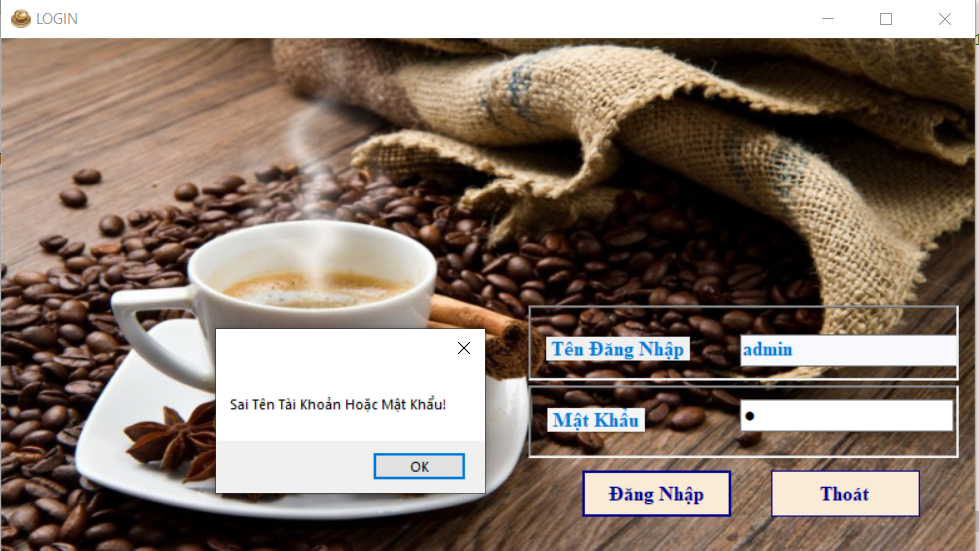 LOGIN
Tên Đăng Nhập
admin
Sai Tên Tài Khoản Hoặc Mật Khẩu!
Mật Khẩu
OK
Đăng Nhập
Thoát